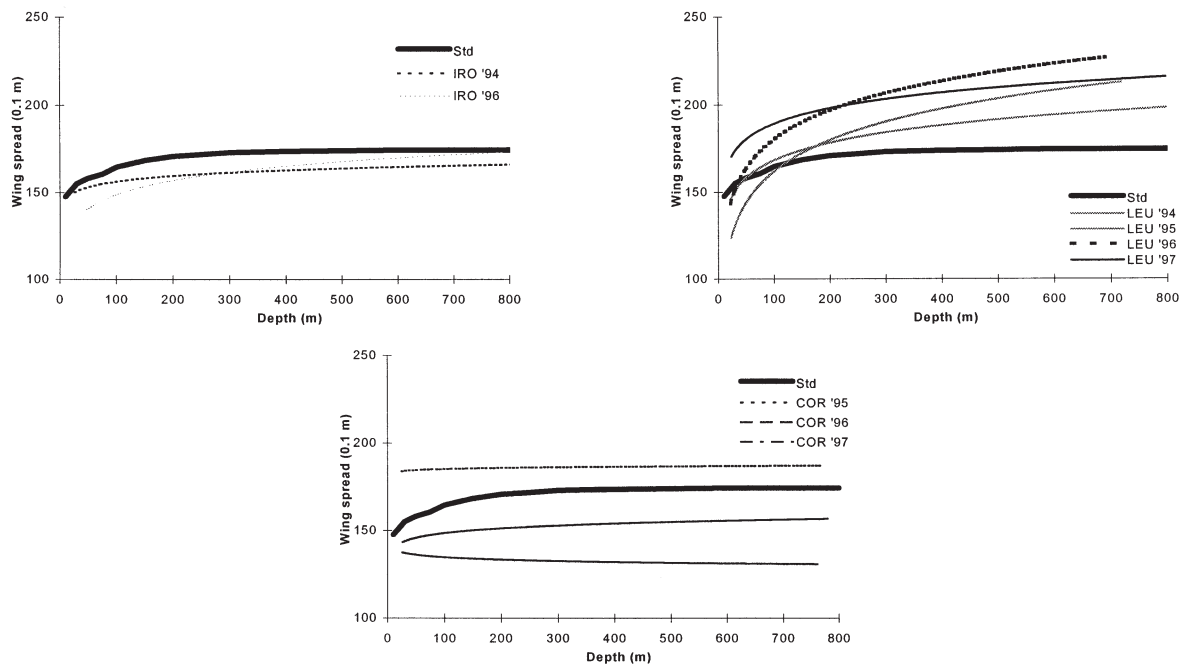 250
200
150
100
Wing spread (0.1 m)
0 100 200 300 400 500 600 700 800
Depth (m)
Std
IRO '94
IRO '96
250
200
150
100
Wing spread (0.1 m)
0 100 200 300 400 500 600 700 800
Depth (m)
Std
LEU '94
LEU '95
LEU '96
LEU '97
250
200
150
100
Wing spread (0.1 m)
0 100 200 300 400 500 600 700 800
Depth (m)
Std
COR '95
COR '96
COR '97